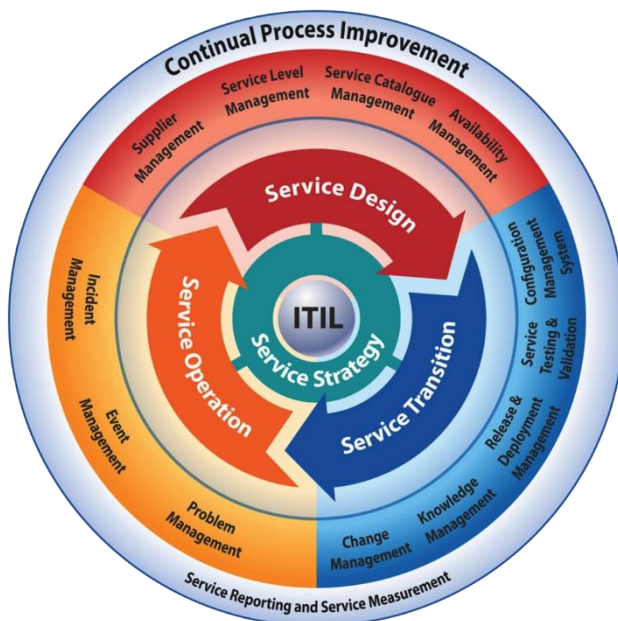 Continual Process Improvement
Supplier
Management
Service Level
Management
Service Catalogue
Management
Availability
Management
Configuration
Management
System
Service
Testing &
Validation
Release &
Deployment
Management
Knowledge
Management
Change
Management
Problem
Management
Event
Management
Incident
Management
Service Design
Service Transition
Service Operation
Service Strategy
ITIL
Service Reporting and Service Measurement